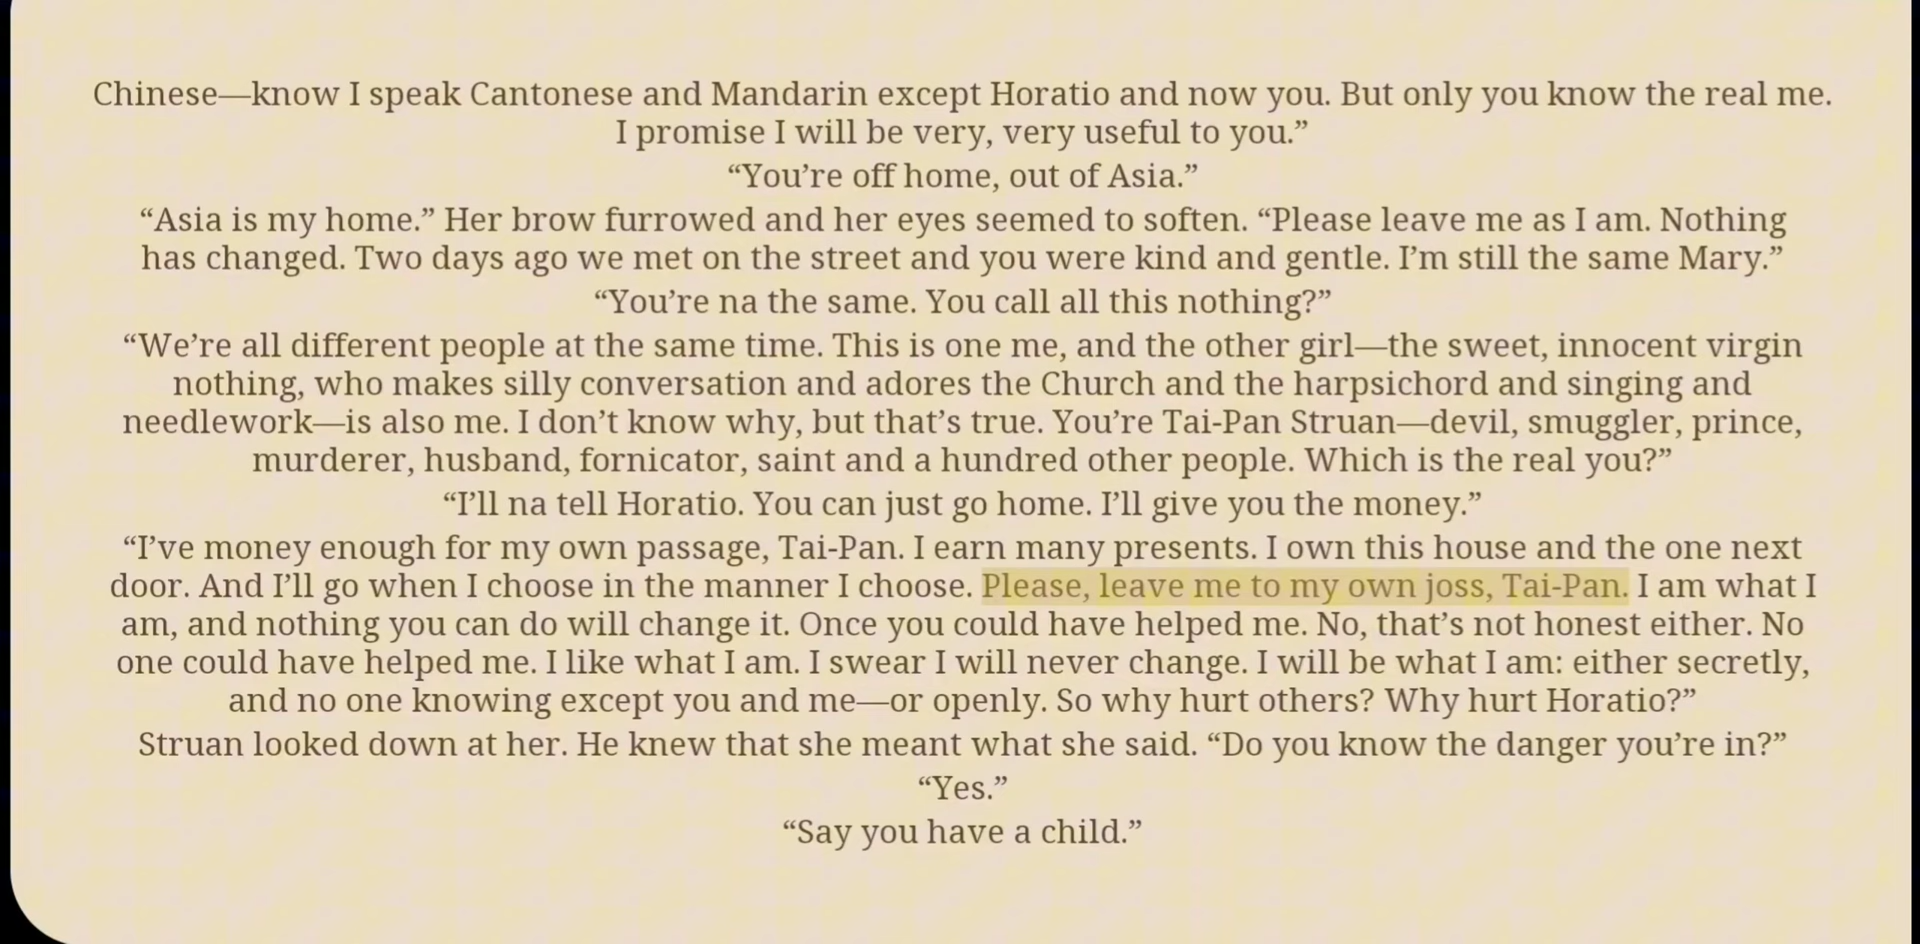 Chinese—know I speak Cantonese and Mandarin except Horatio and now you. But only you know the real me.
I promise I will be very, very useful to you.”
“You’re off home, out of Asia.”
“Asia is my home.” Her brow furrowed and her eyes seemed to soften. “Please leave me as I am. Nothing
has changed. Two days ago we met on the street and you were kind and gentle. I’m still the same Mary.”
“You’re na the same. You call all this nothing?”
“We’re all different people at the same time. This is one me, and the other girl—the sweet, innocent virgin
nothing, who makes silly conversation and adores the Church and the harpsichord and singing and
needlework—is also me. I don’t know why, but that’s true. You’re Tai-Pan Struan—devil, smuggler, prince,
murderer, husband, fornicator, saint and a hundred other people. Which is the real you?”
“I’ll na tell Horatio. You can just go home. I’ll give you the money.”
“I’ve money enough for my own passage, Tai-Pan. I earn many presents. I own this house and the one next
door. And I’ll go when I choose in the manner I choose. Please, leave me to my own joss, Tai-Pan. I am what I
am, and nothing you can do will change it. Once you could have helped me. No, that’s not honest either. No
one could have helped me. I like what I am. I swear I will never change. I will be what I am: either secretly,
and no one knowing except you and me—or openly. So why hurt others? Why hurt Horatio?”
Struan looked down at her. He knew that she meant what she said. “Do you know the danger you’re in?”
“Yes.”
“Say you have a child.”